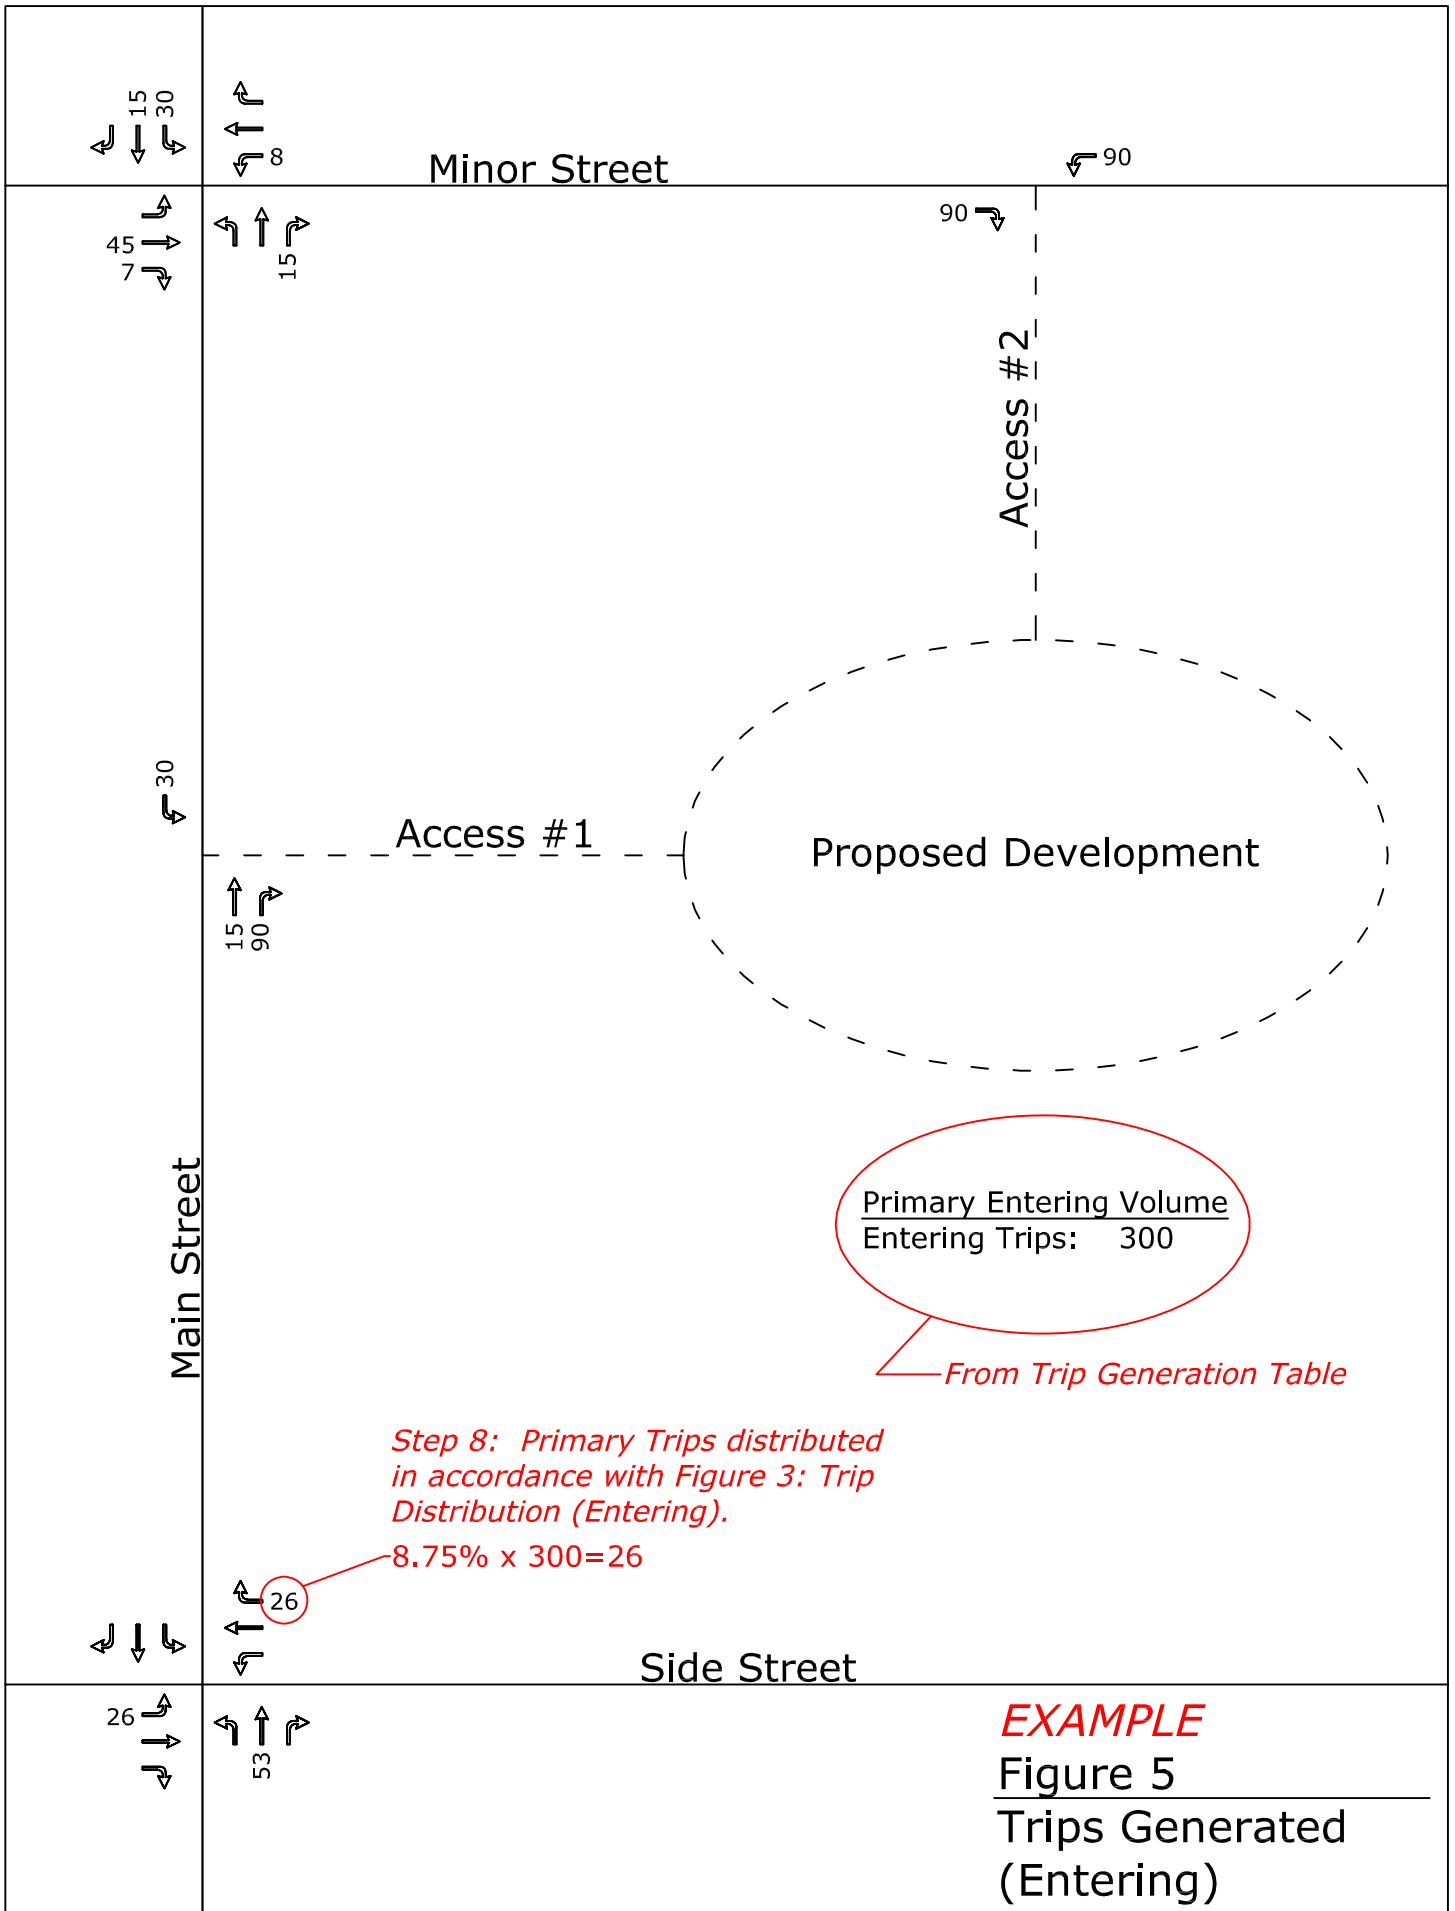 15
30
8
Minor Street
90
45
7
15
90
Access #2
30
Access #1
Proposed Development
15
90
Main Street
Primary Entering Volume
Entering Trips: 300
From Trip Generation Table
Step 8: Primary Trips distributed
in accordance with Figure 3: Trip
Distribution (Entering).
8.75% x 300=26
26
Side Street
26
53
EXAMPLE
Figure 5
Trips Generated
(Entering)